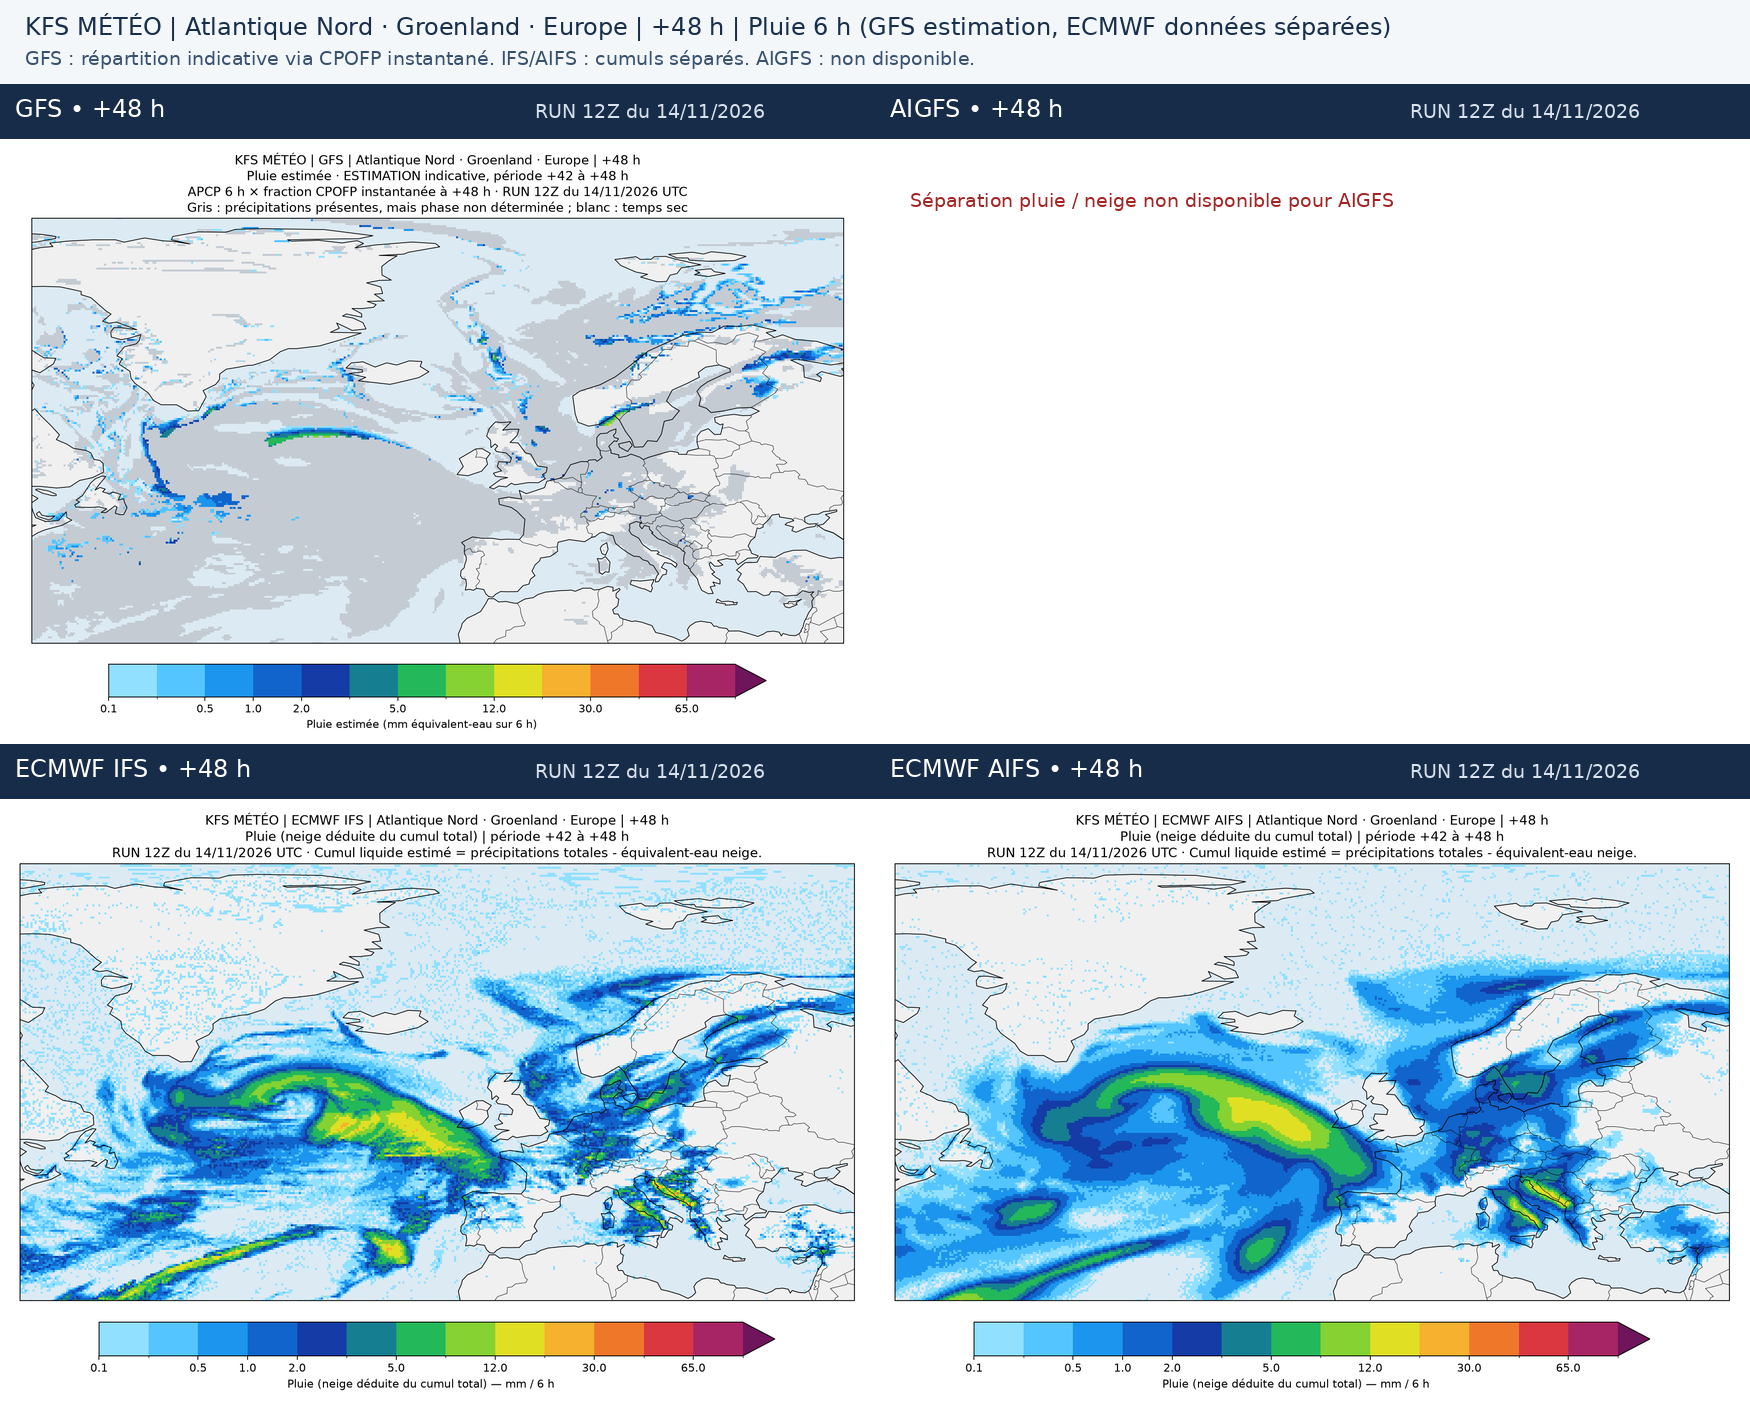 KFS MÉTÉO | Atlantique Nord · Groenland · Europe | +48 h | Pluie 6 h (GFS estimation, ECMWF données séparées)
GFS : répartition indicative via CPOFP instantané. IFS/AIFS : cumuls séparés. AIGFS : non disponible.
GFS • +48 h
RUN 12Z du 14/11/2026
AIGFS • +48 h
RUN 12Z du 14/11/2026
KFS MÉTÉO | GFS | Atlantique Nord · Groenland · Europe | +48 h
Pluie estimée · ESTIMATION indicative, période +42 à +48 h
APCP 6 h × fraction CPOFP instantanée à +48 h · RUN 12Z du 14/11/2026 UTC
Gris : précipitations présentes, mais phase non déterminée ; blanc : temps sec
Séparation pluie / neige non disponible pour AIGFS
0.1 0.5 1.0 2.0 5.0 12.0 30.0 65.0
Pluie estimée (mm équivalent-eau sur 6 h)
ECMWF IFS • +48 h
RUN 12Z du 14/11/2026
ECMWF AIFS • +48 h
RUN 12Z du 14/11/2026
KFS MÉTÉO | ECMWF IFS | Atlantique Nord · Groenland · Europe | +48 h
Pluie (neige déduite du cumul total) | période +42 à +48 h
RUN 12Z du 14/11/2026 UTC · Cumul liquide estimé = précipitations totales - équivalent-eau neige.
KFS MÉTÉO | ECMWF AIFS | Atlantique Nord · Groenland · Europe | +48 h
Pluie (neige déduite du cumul total) | période +42 à +48 h
RUN 12Z du 14/11/2026 UTC · Cumul liquide estimé = précipitations totales - équivalent-eau neige.
0.1 0.5 1.0 2.0 5.0 12.0 30.0 65.0
Pluie (neige déduite du cumul total) — mm / 6 h
0.1 0.5 1.0 2.0 5.0 12.0 30.0 65.0
Pluie (neige déduite du cumul total) — mm / 6 h